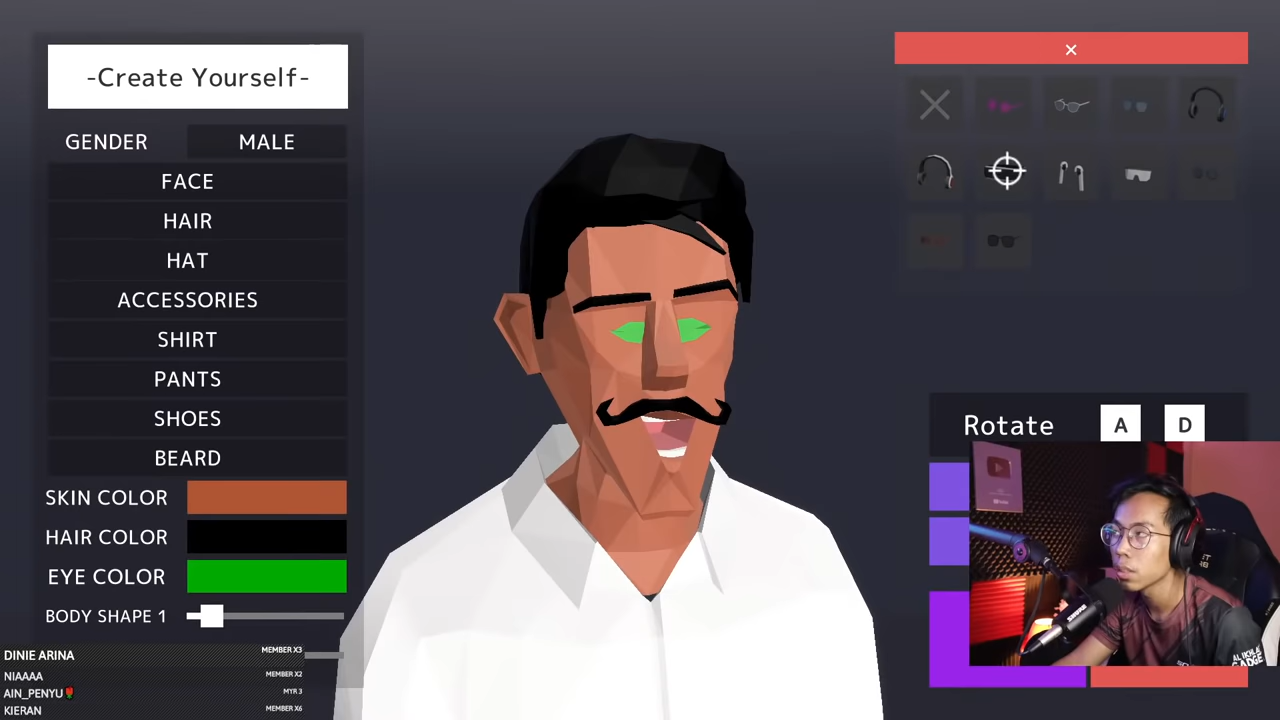 -Create Yourself-
GENDER MALE
FACE
HAIR
HAT
ACCESSORIES
SHIRT
PANTS
SHOES
BEARD
SKIN COLOR
HAIR COLOR
EYE COLOR
BODY SHAPE 1
DINIE ARINA MEMBER X3
NIAAAA MEMBER X2
AIN_PENYU🌹 MYR 3
KIERAN MEMBER X6
×
Rotate A D
SHURE